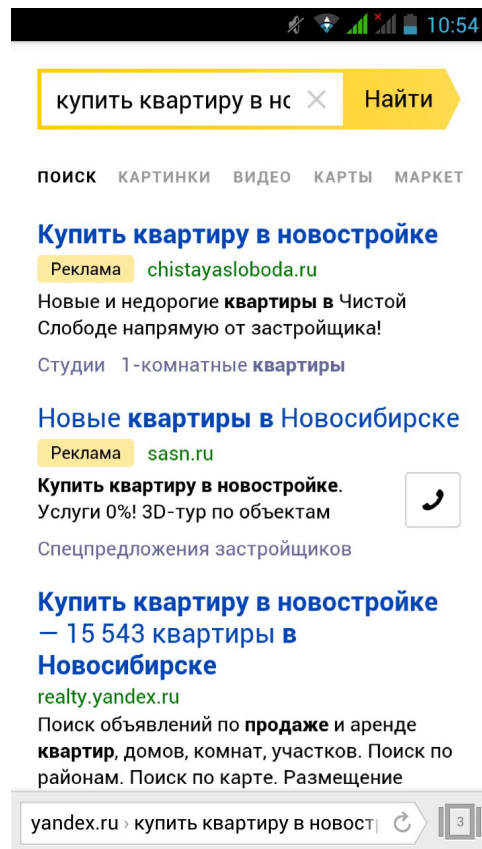 10:54
купить квартиру в но
Найти
ПОИСК КАРТИНКИ ВИДЕО КАРТЫ МАРКЕТ
Купить квартиру в новостройке
Реклама chistayasloboda.ru
Новые и недорогие квартиры в Чистой
Слободе напрямую от застройщика!
Студии 1-комнатные квартиры
Новые квартиры в Новосибирске
Реклама sasn.ru
Купить квартиру в новостройке.
Услуги 0%! 3D-тур по объектам
Спецпредложения застройщиков
Купить квартиру в новостройке
— 15 543 квартиры в
Новосибирске
realty.yandex.ru
Поиск объявлений по продаже и аренде
квартир, домов, комнат, участков. Поиск по
районам. Поиск по карте. Размещение
yandex.ru › купить квартиру в новост
3